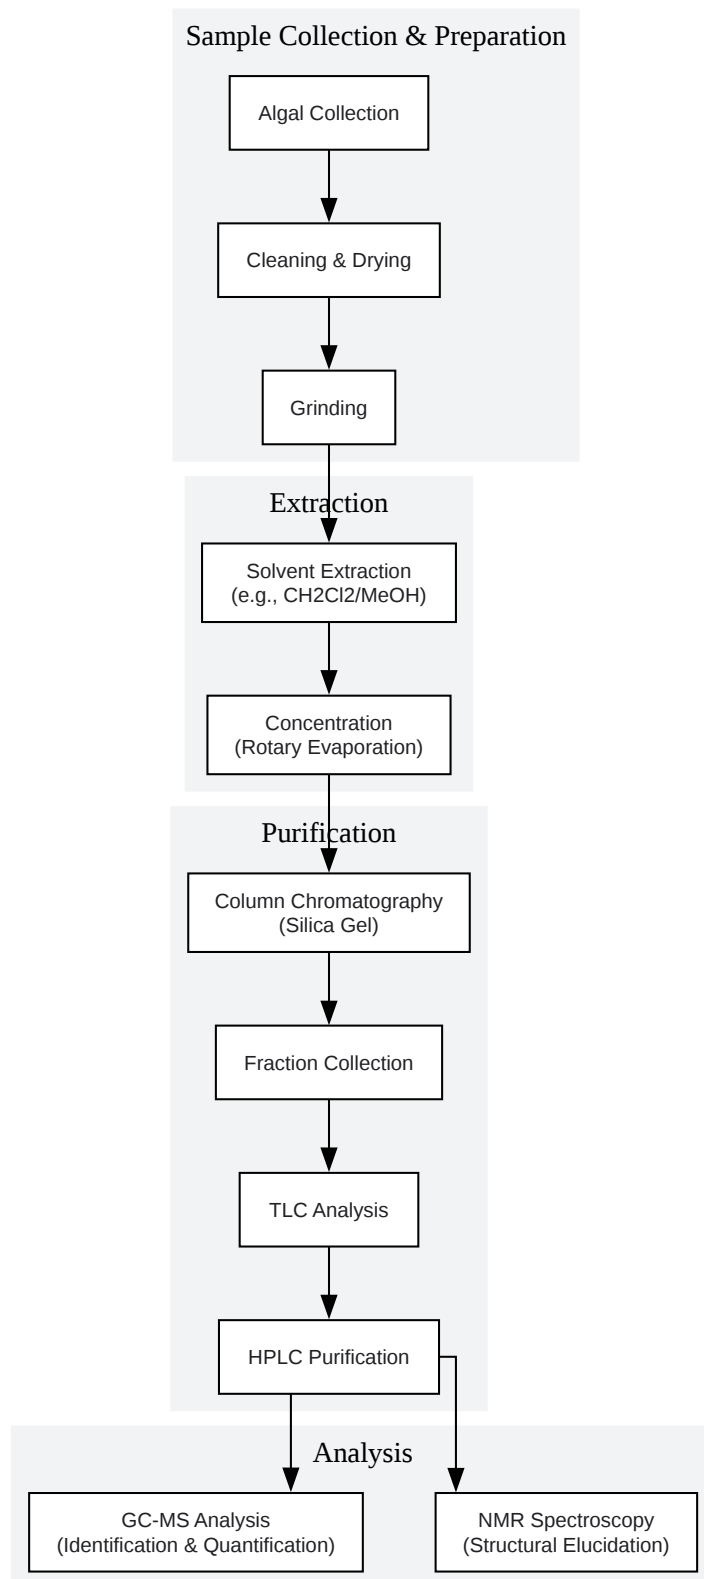 Sample Collection & Preparation
Algal Collection
Cleaning & Drying
Grinding
Extraction
Solvent Extraction
(e.g., CH2Cl2/MeOH)
Concentration
(Rotary Evaporation)
Purification
Column Chromatography
(Silica Gel)
Fraction Collection
TLC Analysis
HPLC Purification
Analysis
GC-MS Analysis
(Identification & Quantification)
NMR Spectroscopy
(Structural Elucidation)